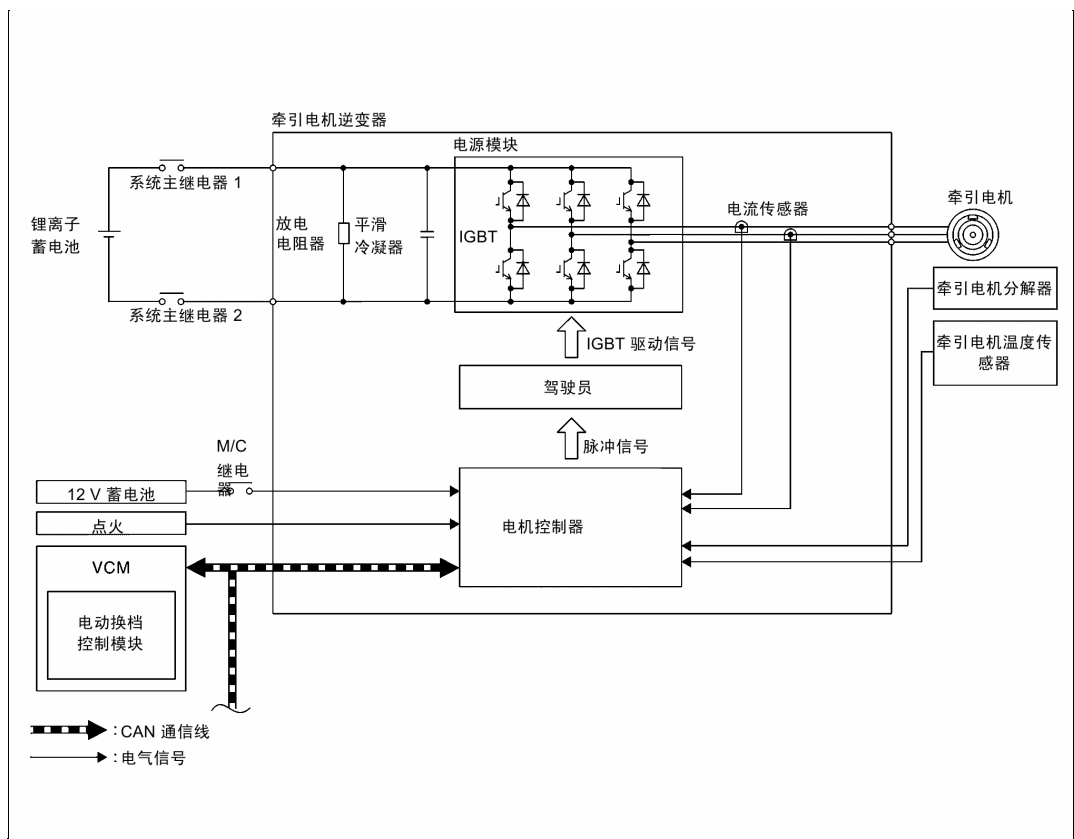 牵引电机逆变器
电源模块
系统主继电器 1
锂离子
蓄电池
放电
电阻器
平滑
冷凝器
IGBT
电流传感器
牵引电机
系统主继电器 2
牵引电机分解器
IGBT 驱动信号
牵引电机温度传
感器
驾驶员
脉冲信号
M/C
继电
器
12 V 蓄电池
点火
电机控制器
VCM
电动换档
控制模块
:CAN 通信线
:电气信号